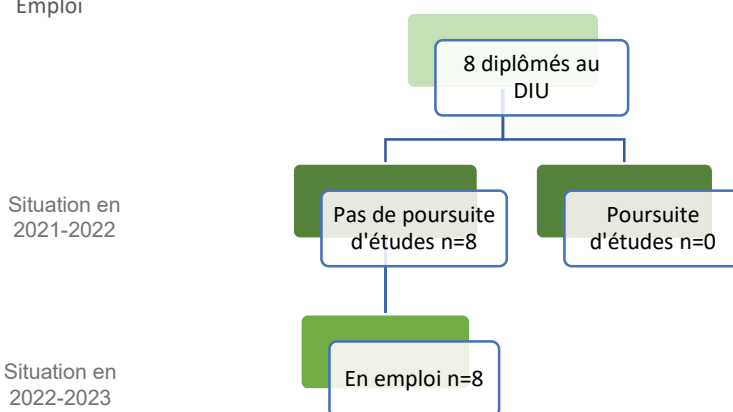 Emploi
8 diplômés au
DIU
Situation en
2021-2022
Pas de poursuite
d'études n=8
Poursuite
d'études n=0
Situation en
2022-2023
En emploi n=8